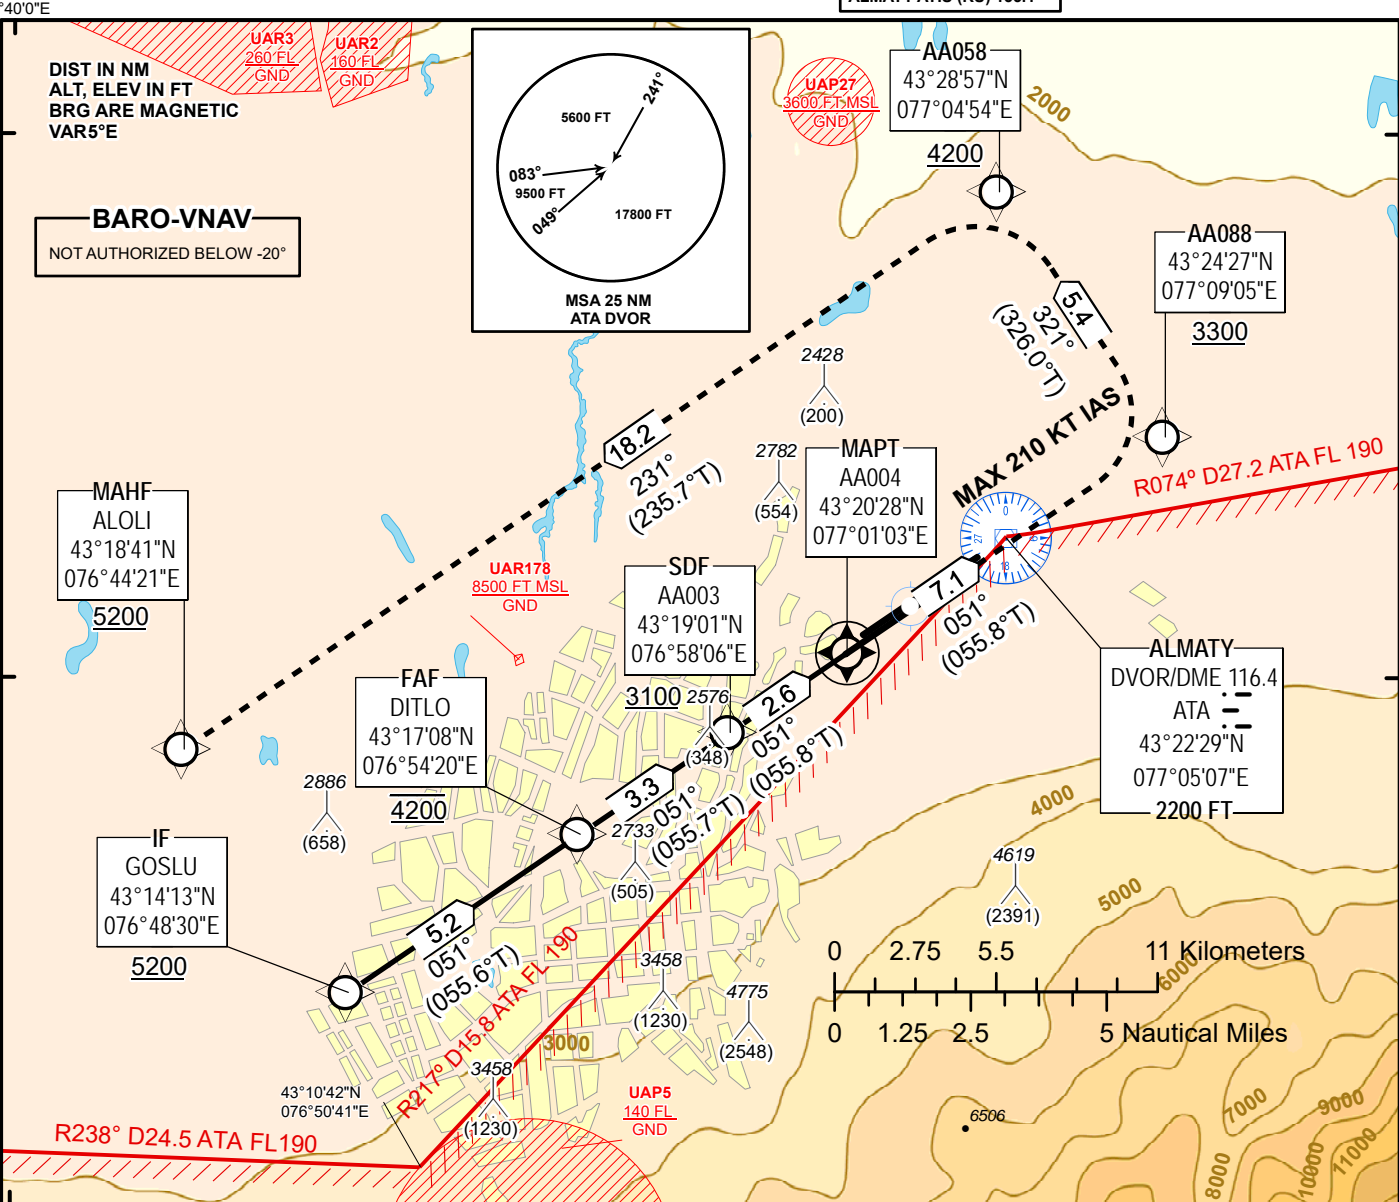 °40'0"E
UAR3
260 FL
GND
UAR2
160 FL
GND
DIST IN NM
ALT, ELEV IN FT
BRG ARE MAGNETIC
VAR5°E
BARO-VNAV
NOT AUTHORIZED BELOW -20°
5600 FT
241°
083°
9500 FT
049°
17800 FT
MSA 25 NM
ATA DVOR
UAP27
3600 FT MSL
GND
AA058
43°28'57"N
077°04'54"E
4200
2000
AA088
43°24'27"N
077°09'05"E
3300
5.4
321°
(326.0°T)
MAX 210 KT IAS
2428
(200)
2782
(554)
18.2
231°
(235.7°T)
MAPT
AA004
43°20'28"N
077°01'03"E
R074° D27.2 ATA FL 190
MAHF
ALOLI
43°18'41"N
076°44'21"E
5200
UAR178
8500 FT MSL
GND
SDF
AA003
43°19'01"N
076°58'06"E
3100
2576
(348)
0
27
18
7.1
051°
(055.8°T)
2.6
051°
(055.8°T)
FAF
DITLO
43°17'08"N
076°54'20"E
4200
3.3
051°
(055.7°T)
ALMATY
DVOR/DME 116.4
ATA
43°22'29"N
077°05'07"E
2200 FT
2886
(658)
2733
(505)
IF
GOSLU
43°14'13"N
076°48'30"E
5200
5.2
051°
(055.6°T)
4000
4619
(2391)
5000
0 2.75 5.5 11 Kilometers
0 1.25 2.5 5 Nautical Miles
6000
3458
(1230)
4775
(2548)
3000
R217° D15.8 ATA FL 190
3458
(1230)
43°10'42"N
076°50'41"E
R238° D24.5 ATA FL190
UAP5
140 FL
GND
6506
7000
9000
8000
10000
11000